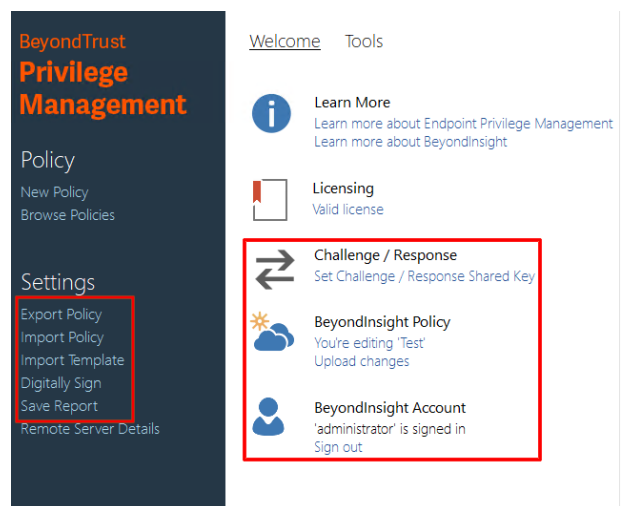 BeyondTrust
Privilege
Management
Policy
New Policy
Browse Policies
Settings
Export Policy
Import Policy
Import Template
Digitally Sign
Save Report
Remote Server Details
Welcome Tools
Learn More
Learn more about Endpoint Privilege Management
Learn more about BeyondInsight
Licensing
Valid license
Challenge / Response
Set Challenge / Response Shared Key
BeyondInsight Policy
You're editing 'Test'
Upload changes
BeyondInsight Account
'administrator' is signed in
Sign out